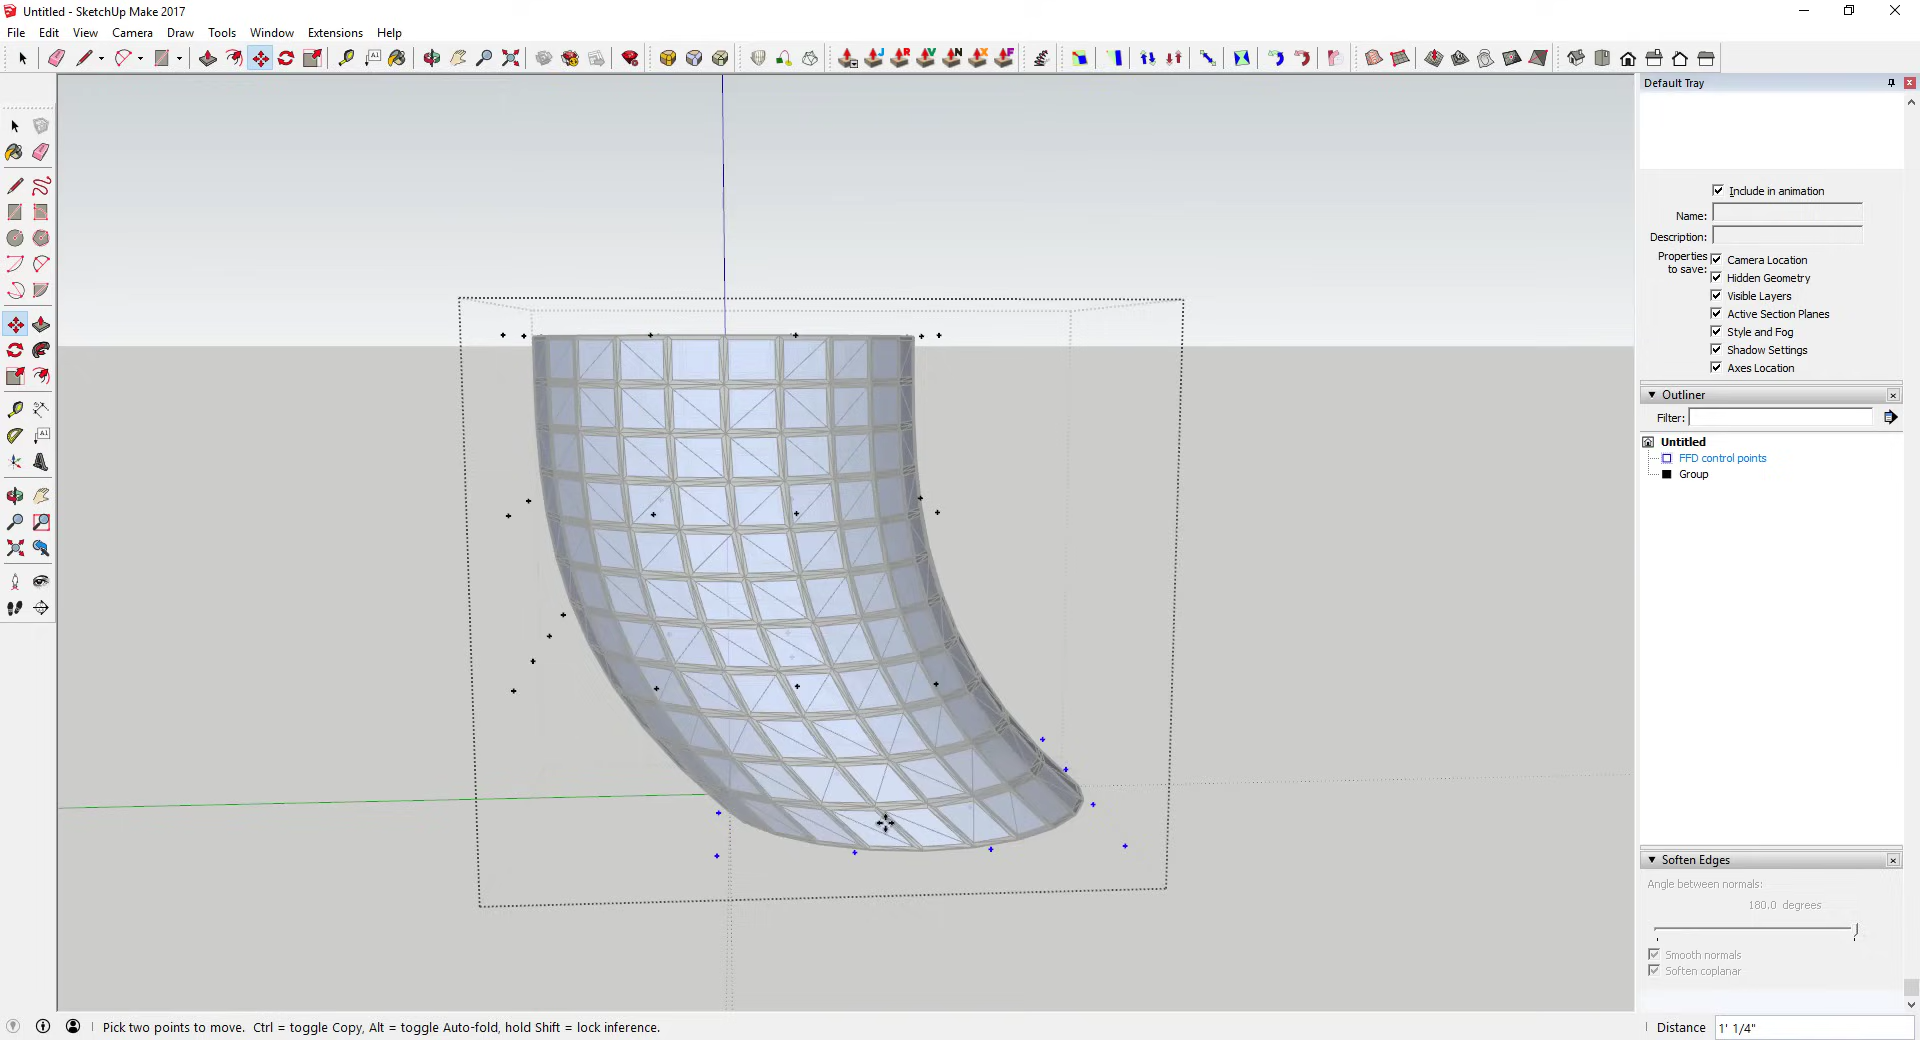 Untitled - SketchUp Make 2017
File Edit View Camera Draw Tools Window Extensions Help
Default Tray
Include in animation
Name:
Description:
Properties to save:
Camera Location
Hidden Geometry
Visible Layers
Active Section Planes
Style and Fog
Shadow Settings
Axes Location
Outliner
Filter:
Untitled
FFD control points
Group
Soften Edges
Angle between normals:
180.0 degrees
Smooth normals
Soften coplanar
Pick two points to move. Ctrl = toggle Copy, Alt = toggle Auto-fold, hold Shift = lock inference.
Distance 1' 1/4"